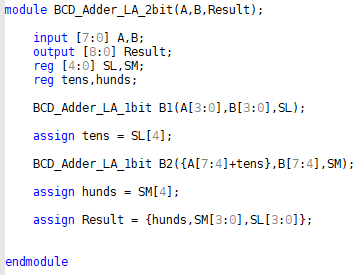 module BCD_Adder_LA_2bit(A,B,Result);
input [7:0] A,B;
output [8:0] Result;
reg [4:0] SL,SM;
reg tens,hunds;
BCD_Adder_LA_1bit B1(A[3:0],B[3:0],SL);
assign tens = SL[4];
BCD_Adder_LA_1bit B2({A[7:4]+tens},B[7:4],SM);
assign hunds = SM[4];
assign Result = {hunds,SM[3:0],SL[3:0]};
endmodule